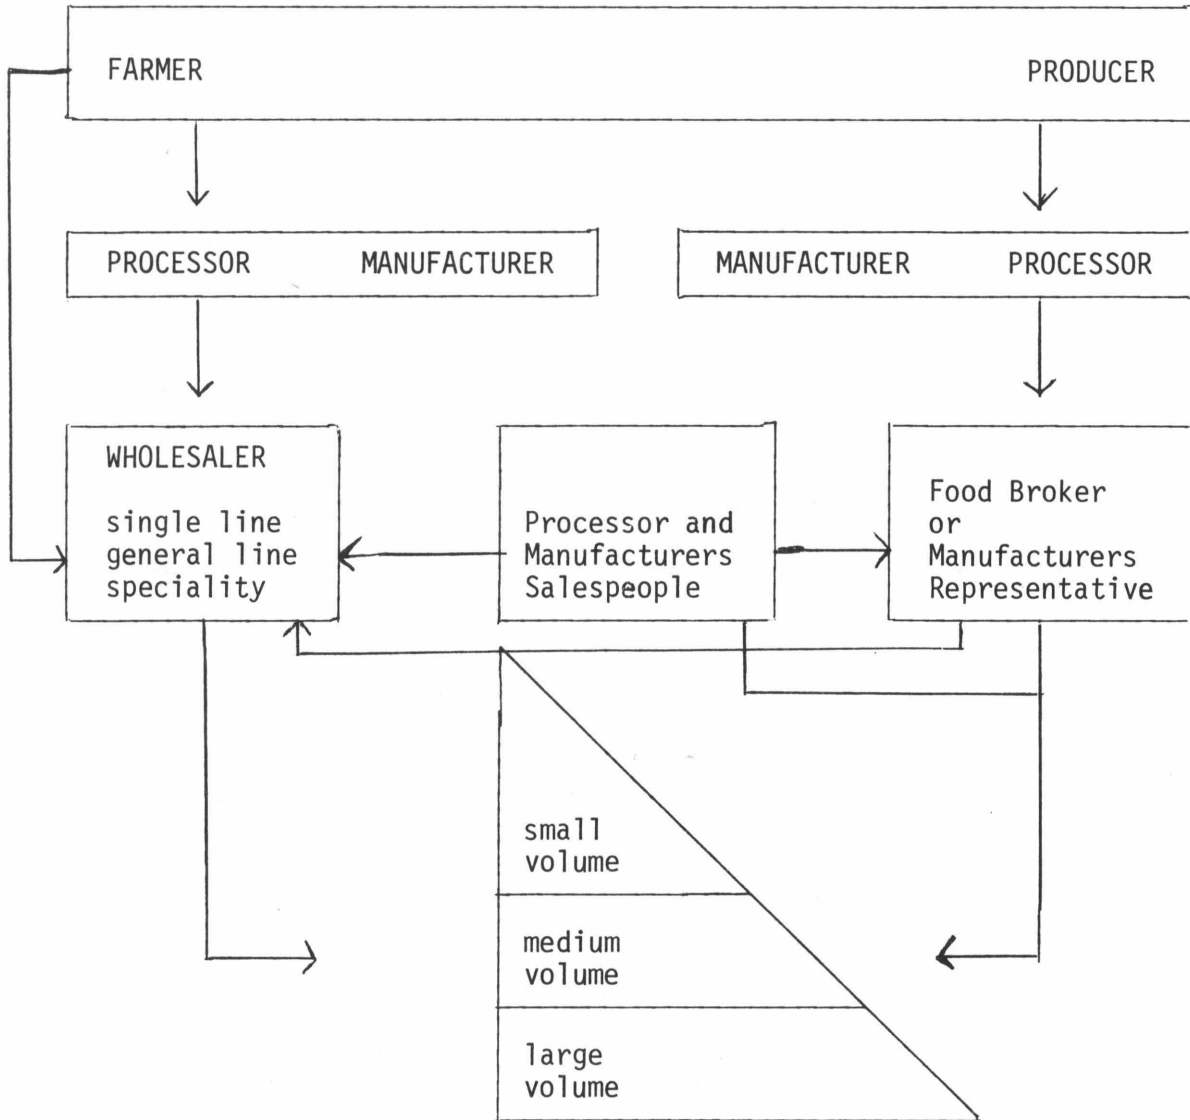 FARMER PRODUCER
PROCESSOR MANUFACTURER
MANUFACTURER PROCESSOR
WHOLESALER
single line
general line
speciality
Processor and
Manufacturers
Salespeople
Food Broker
or
Manufacturers
Representative
small
volume
medium
volume
large
volume